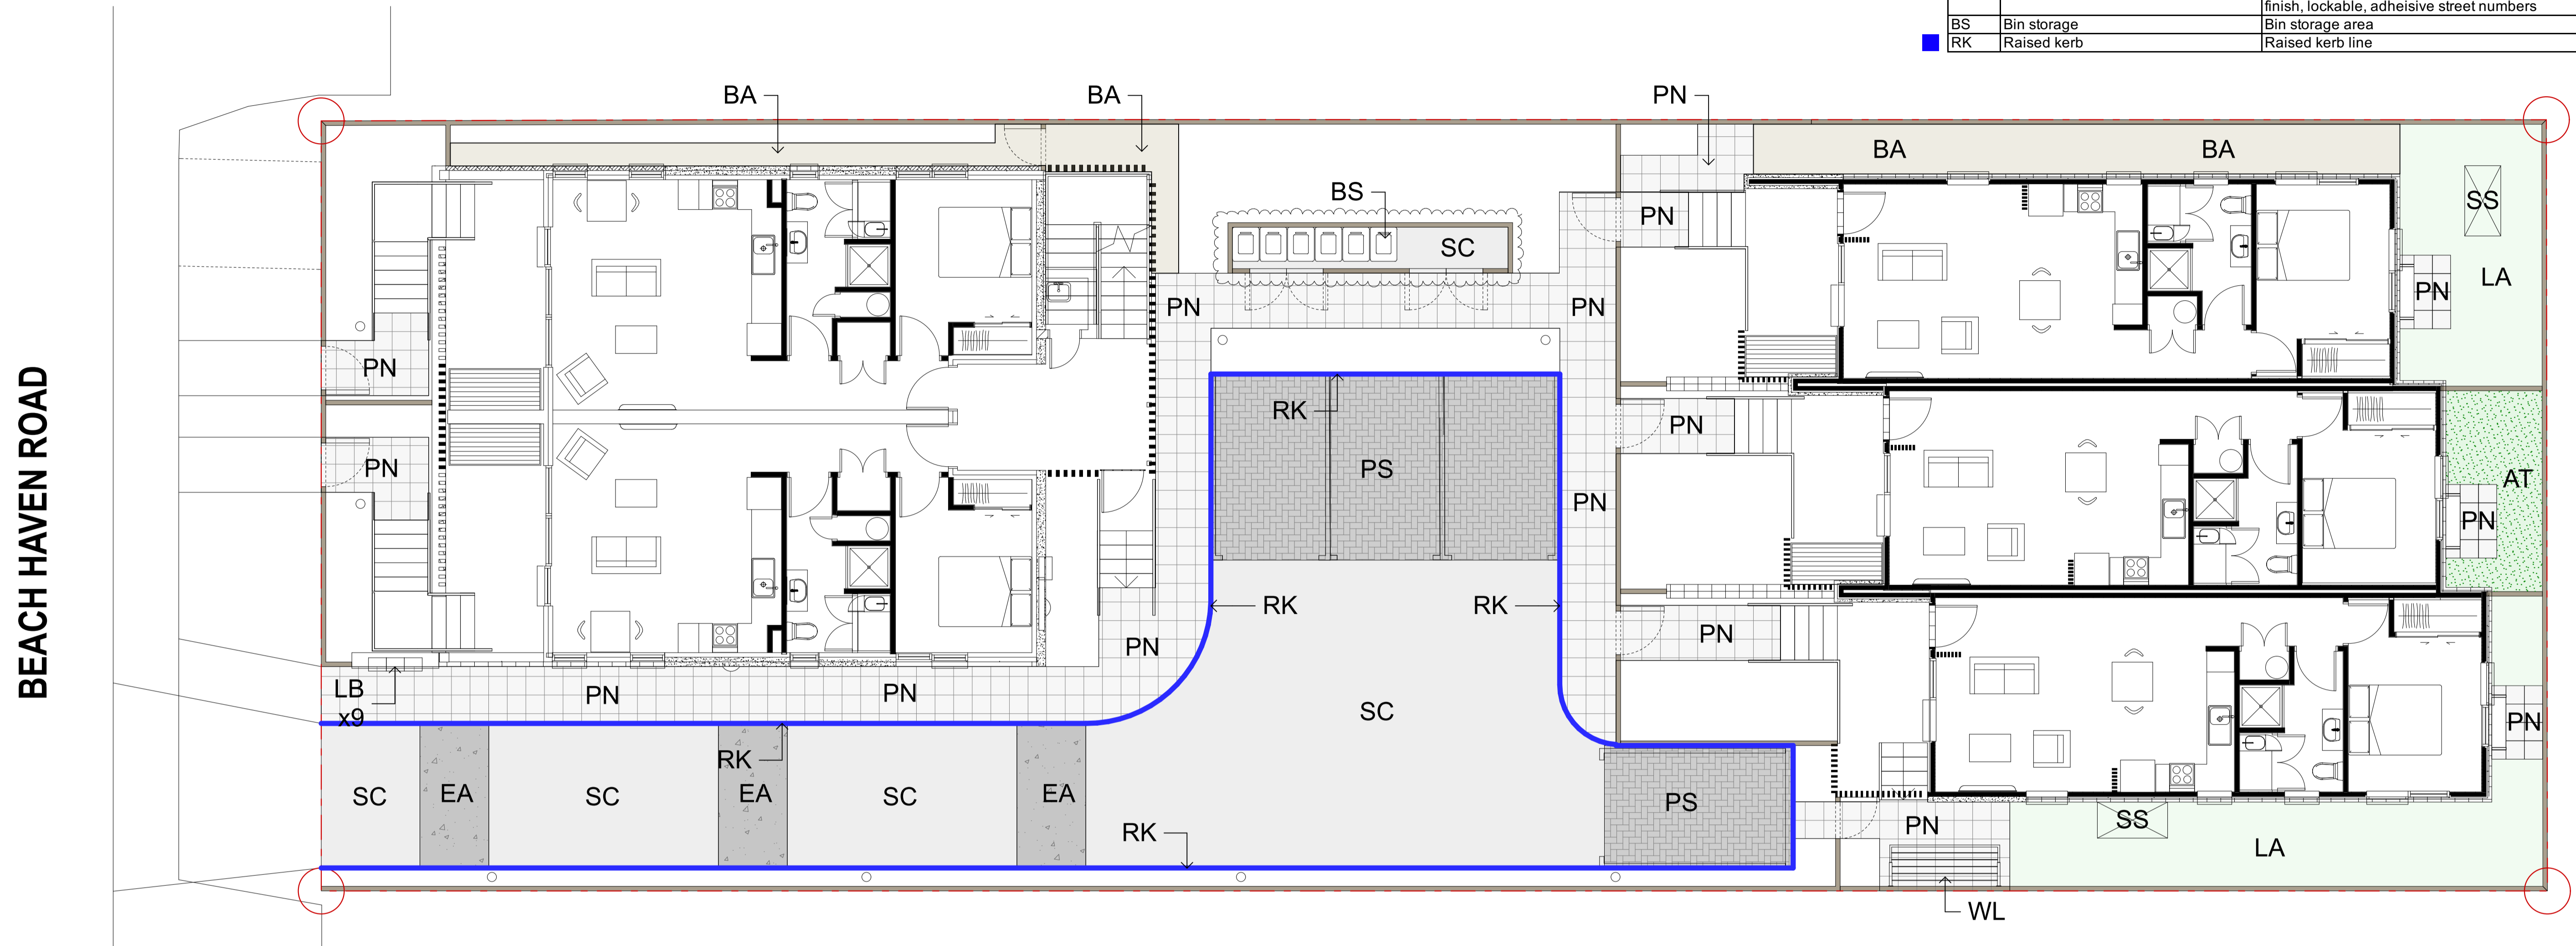 finish, lockable, adheisive street numbers
BS Bin storage Bin storage area
RK Raised kerb Raised kerb line
BA BA PN
BA BA
BS
SS
PN
SC
LA
PN PN PN
PN
RK
PN
PN PS AT
PN PN
RK RK
PN PN
LB
x9
PN PN
SC
PN
RK
SC EA SC EA SC EA PS
RK PN SS
LA
WL
BEACH HAVEN ROAD